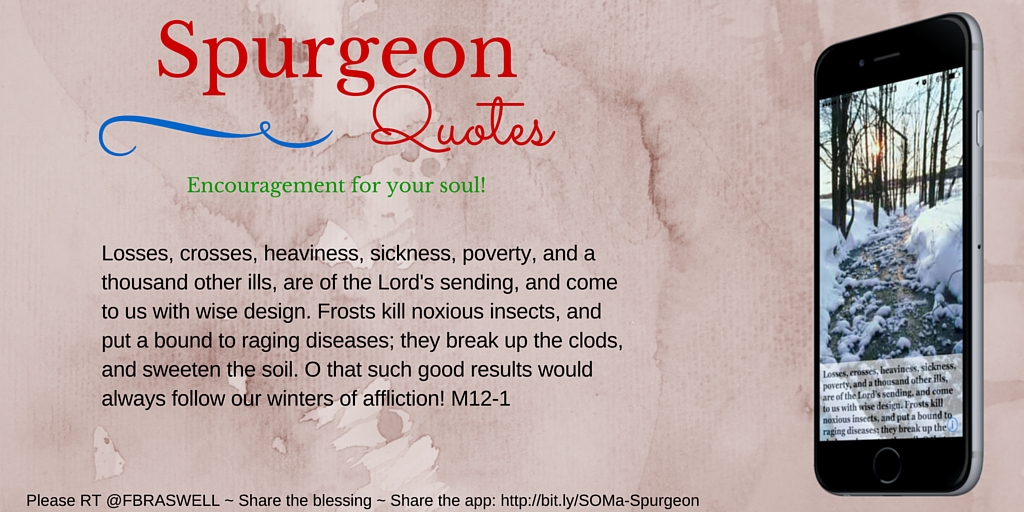 Spurgeon
Quotes
Encouragement for your soul!
Losses, crosses, heaviness, sickness, poverty, and a
thousand other ills, are of the Lord's sending, and come
to us with wise design. Frosts kill noxious insects, and
put a bound to raging diseases; they break up the clods,
and sweeten the soil. O that such good results would
always follow our winters of affliction! M12-1
Losses, crosses, heaviness, sickness,
poverty, and a thousand other ills,
are of the Lord's sending, and come
to us with wise design. Frosts kill
noxious insects, and put a bound to
raging diseases; they break up the
Please RT @FBRASWELL ~ Share the blessing ~ Share the app: http://bit.ly/SOMa-Spurgeon